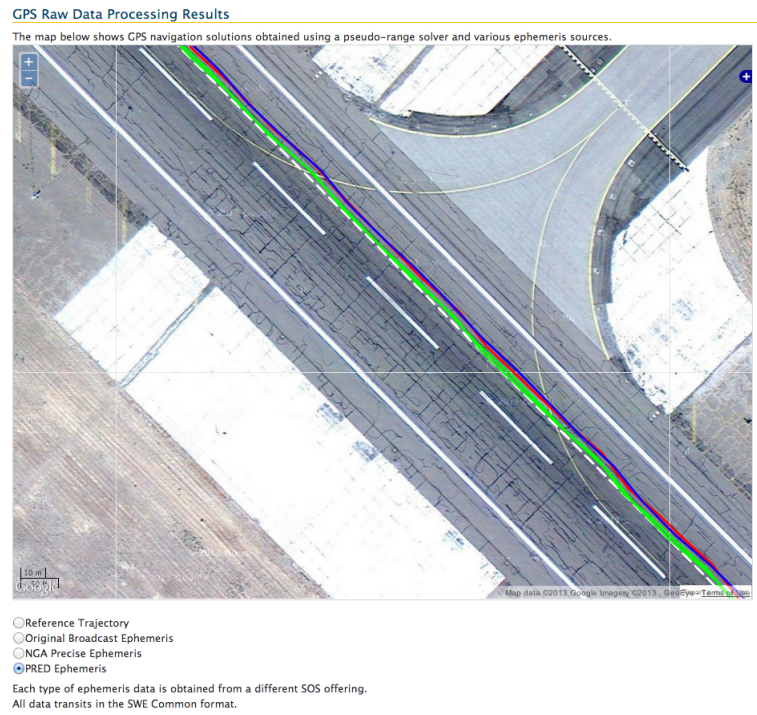 GPS Raw Data Processing Results
The map below shows GPS navigation solutions obtained using a pseudo-range solver and various ephemeris sources.
+
−
+
10 m
50 ft
Google
Map data ©2013 Google Imagery ©2013 , GeoEye - Terms of Use
Reference Trajectory
Original Broadcast Ephemeris
NGA Precise Ephemeris
PRED Ephemeris
Each type of ephemeris data is obtained from a different SOS offering.
All data transits in the SWE Common format.